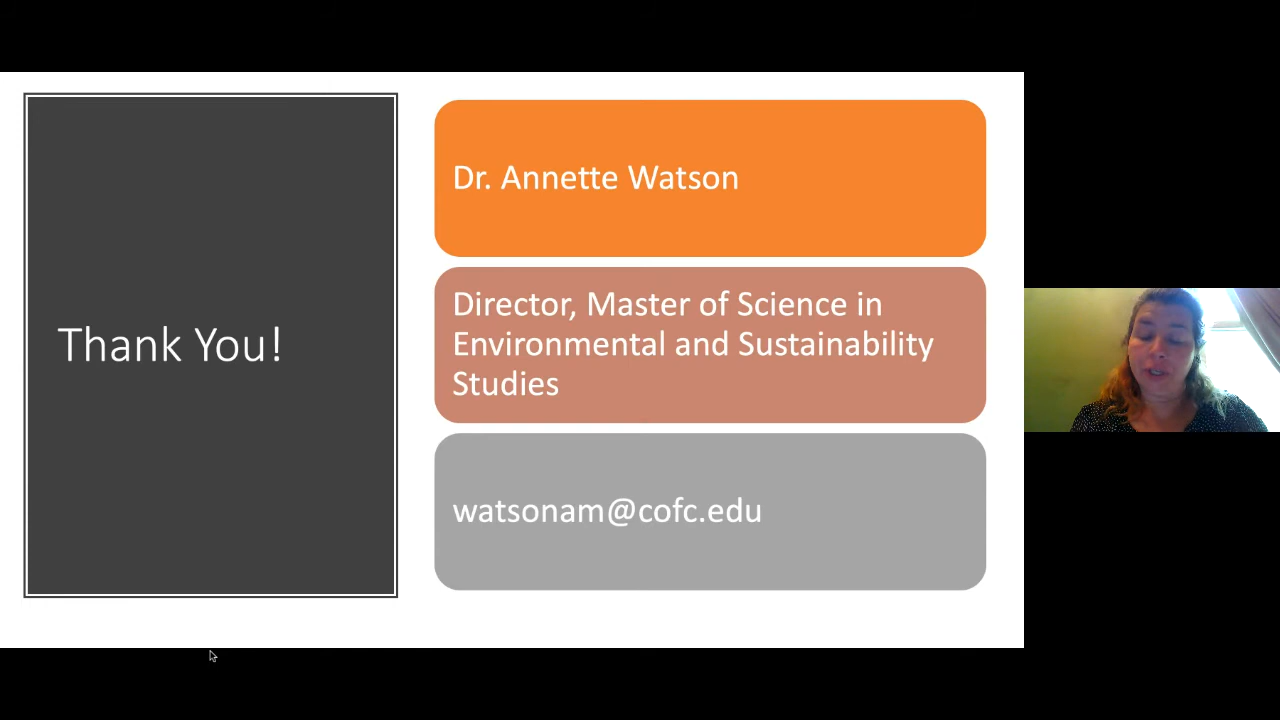 Thank You!
Dr. Annette Watson
Director, Master of Science in
Environmental and Sustainability
Studies
watsonam@cofc.edu